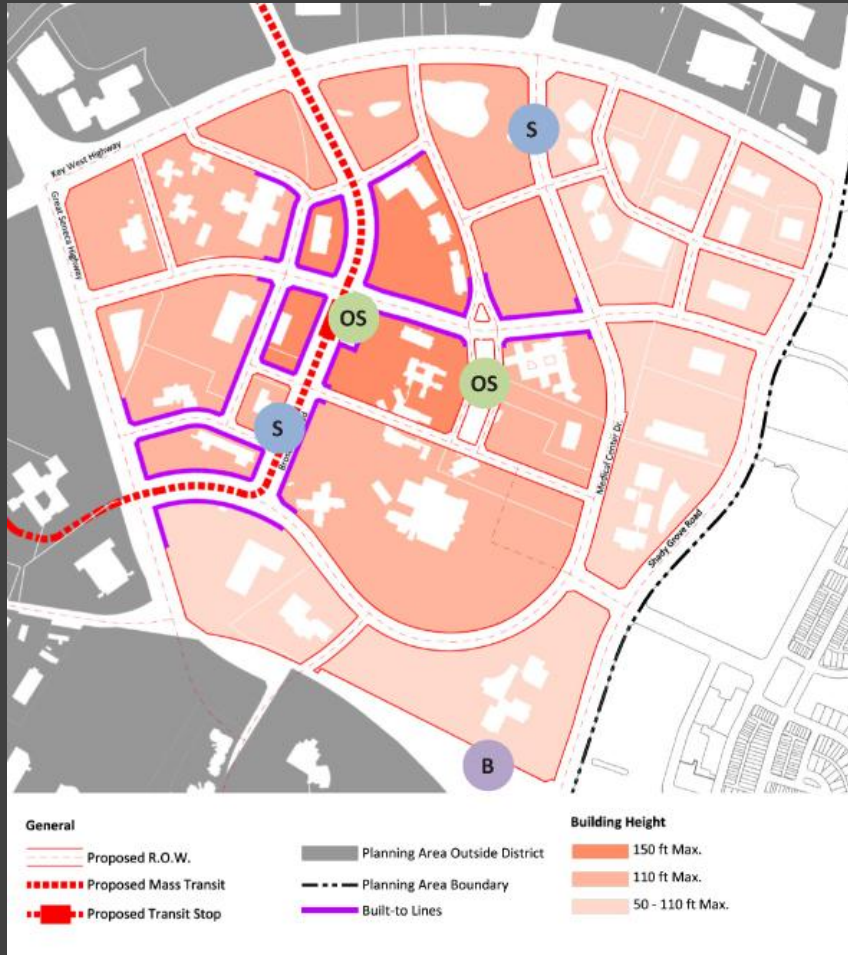 S
Key West Highway
Great Seneca Highway
OS
OS
S
Medical Center Dr.
Shady Grove Road
B
General
Proposed R.O.W.
Proposed Mass Transit
Proposed Transit Stop
Planning Area Outside District
Planning Area Boundary
Built-to Lines
Building Height
150 ft Max.
110 ft Max.
50 - 110 ft Max.